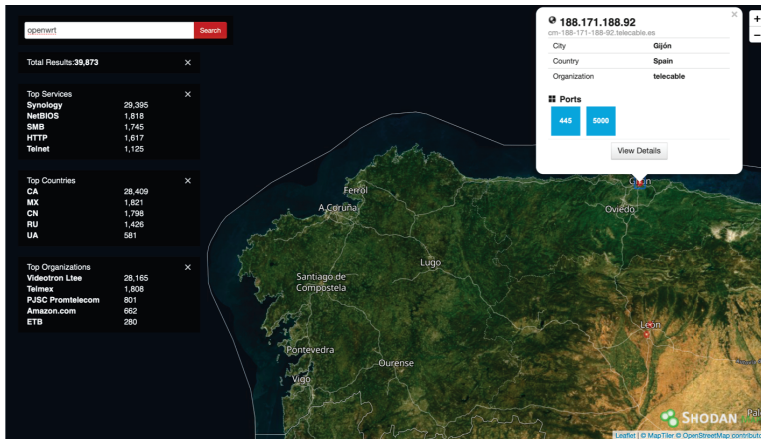 openwrt
Search
Total Results:39,873
×
Top Services
×
Synology 29,395
NetBIOS 1,818
SMB 1,745
HTTP 1,617
Telnet 1,125
Top Countries
×
CA 28,409
MX 1,821
CN 1,798
RU 1,426
UA 581
Top Organizations
×
Videotron Ltee 28,165
Telmex 1,808
PJSC Promtelecom 801
Amazon.com 662
ETB 280
×
188.171.188.92
cm-188-171-188-92.telecable.es
City Gijón
Country Spain
Organization telecable
Ports
445 5000
View Details
+
−
Gijón
Ferrol
A Coruña
Oviedo
Lugo
Santiago de
Compostela
León
Pontevedra
Ourense
Vigo
SHODAN
Leaflet | © MapTiler © OpenStreetMap contributo